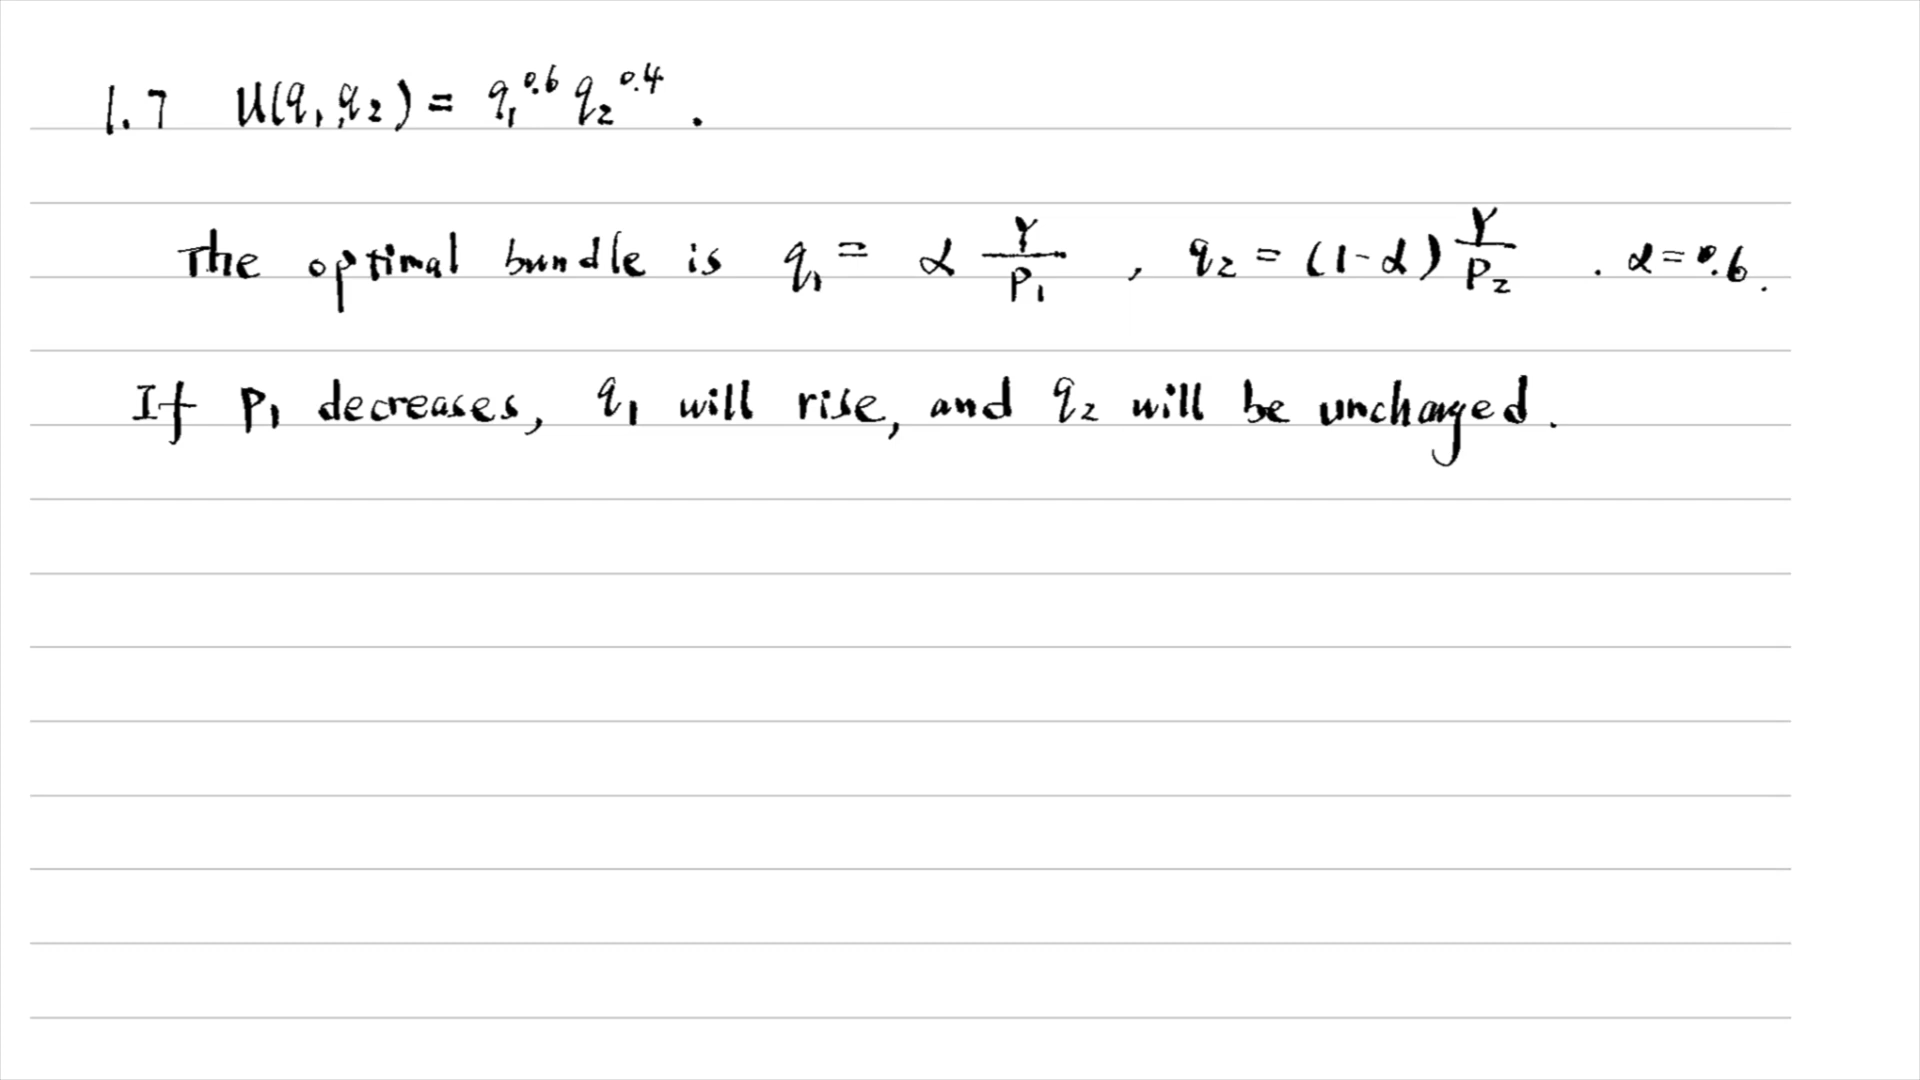 1.7 U(q₁,q₂) = q₁^0.6 q₂^0.4 .
The optimal bundle is q₁ = α Y/P₁ , q₂ = (1-α) Y/P₂ . α=0.6.
If P₁ decreases, q₁ will rise, and q₂ will be unchanged.